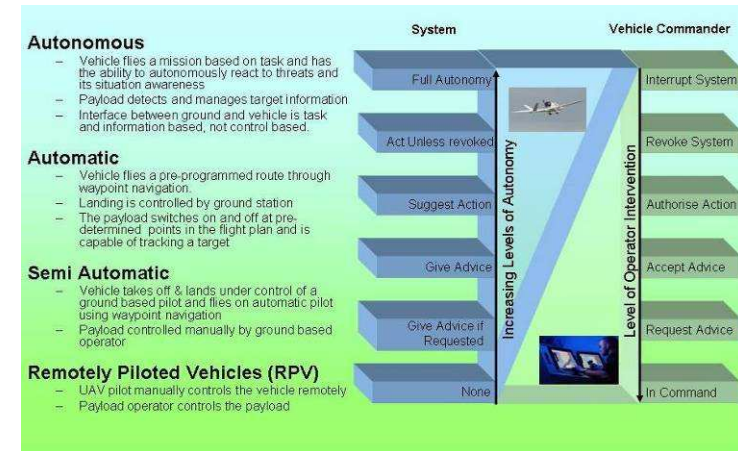 System
Vehicle Commander
Autonomous
– Vehicle flies a mission based on task and has
the ability to autonomously react to threats and
its situation awareness
– Payload detects and manages target information
– Interface between ground and vehicle is task
and information based, not control based.
Automatic
– Vehicle flies a pre-programmed route through
waypoint navigation.
– Landing is controlled by ground station
– The payload switches on and off at pre-
determined points in the flight plan and is
capable of tracking a target
Semi Automatic
– Vehicle takes off & lands under control of a
ground based pilot and flies on automatic pilot
using waypoint navigation
– Payload controlled manually by ground based
operator
Remotely Piloted Vehicles (RPV)
– UAV pilot manually controls the vehicle remotely
– Payload operator controls the payload
Full Autonomy
Act Unless revoked
Suggest Action
Give Advice
Give Advice if
Requested
None
Increasing Levels of Autonomy
Level of Operator Intervention
Interrupt System
Revoke System
Authorise Action
Accept Advice
Request Advice
In Command